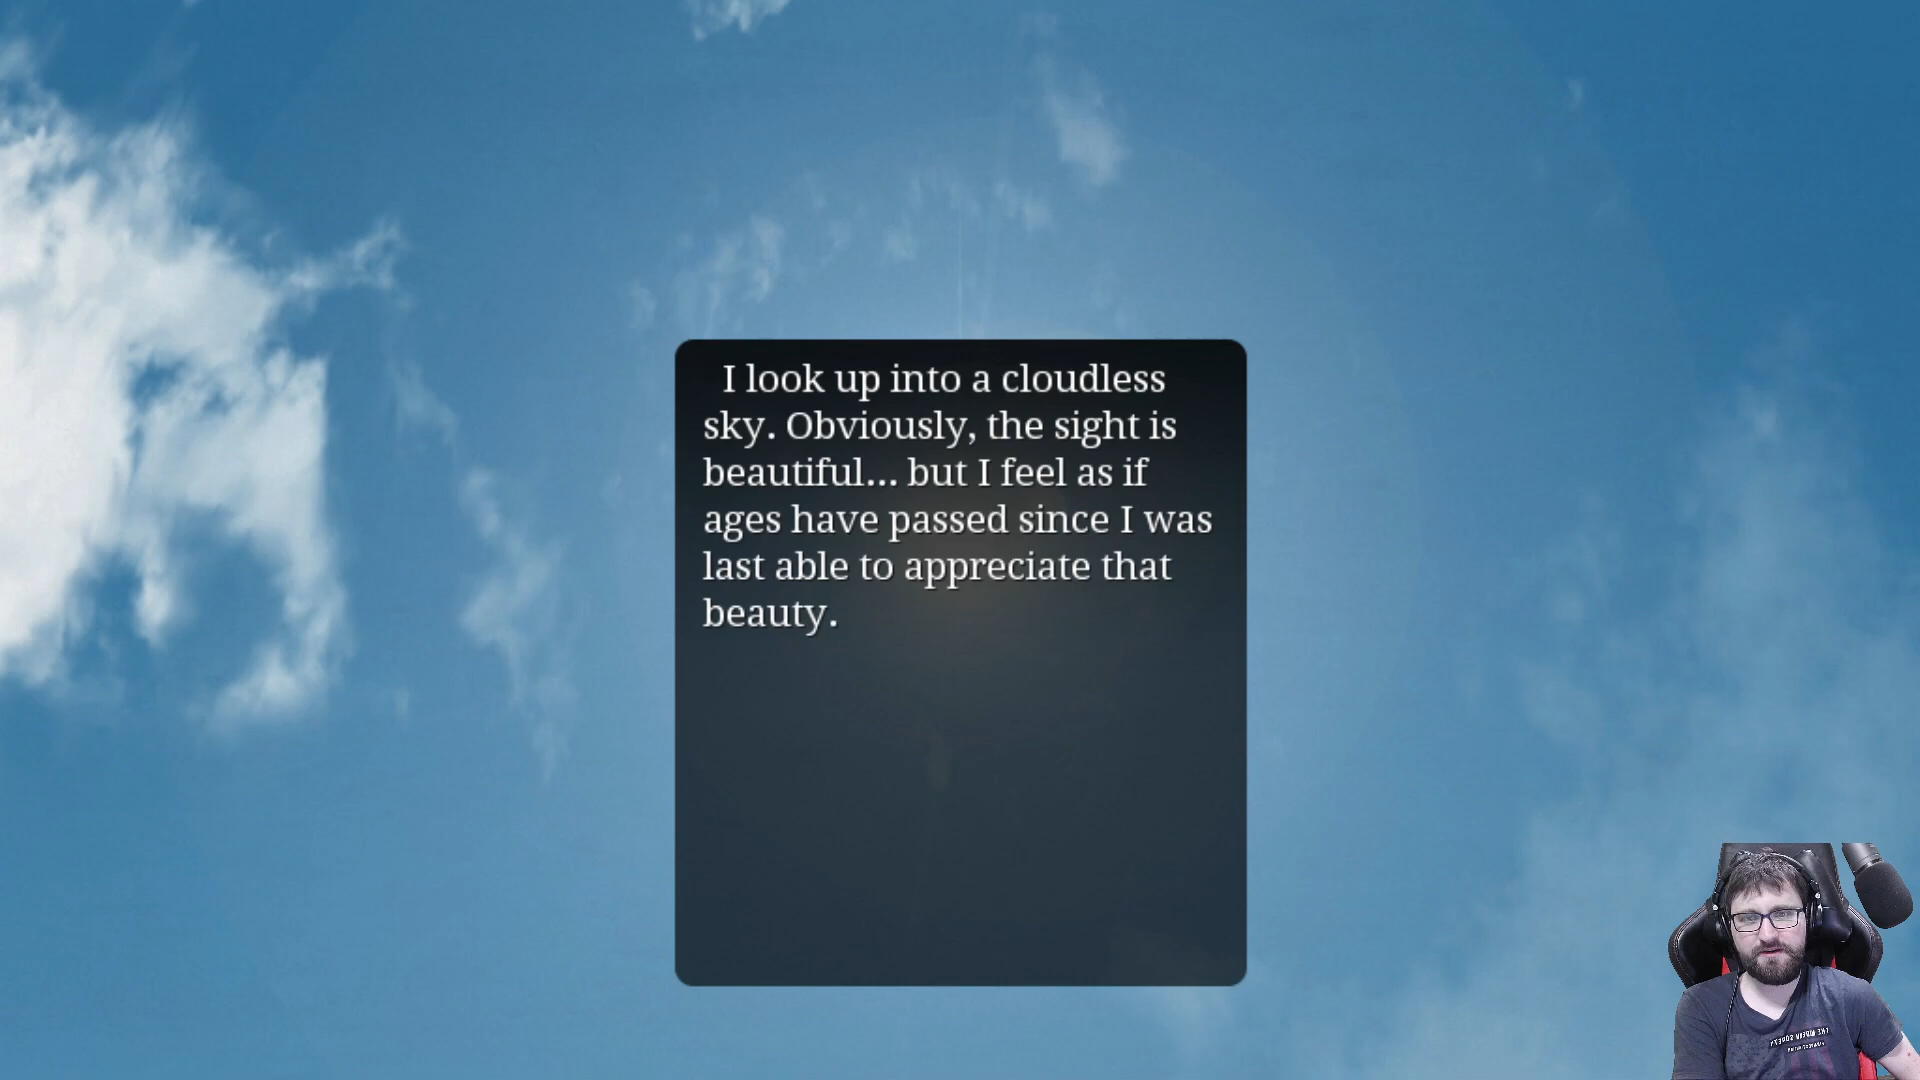 I look up into a cloudless
sky. Obviously, the sight is
beautiful... but I feel as if
ages have passed since I was
last able to appreciate that
beauty.